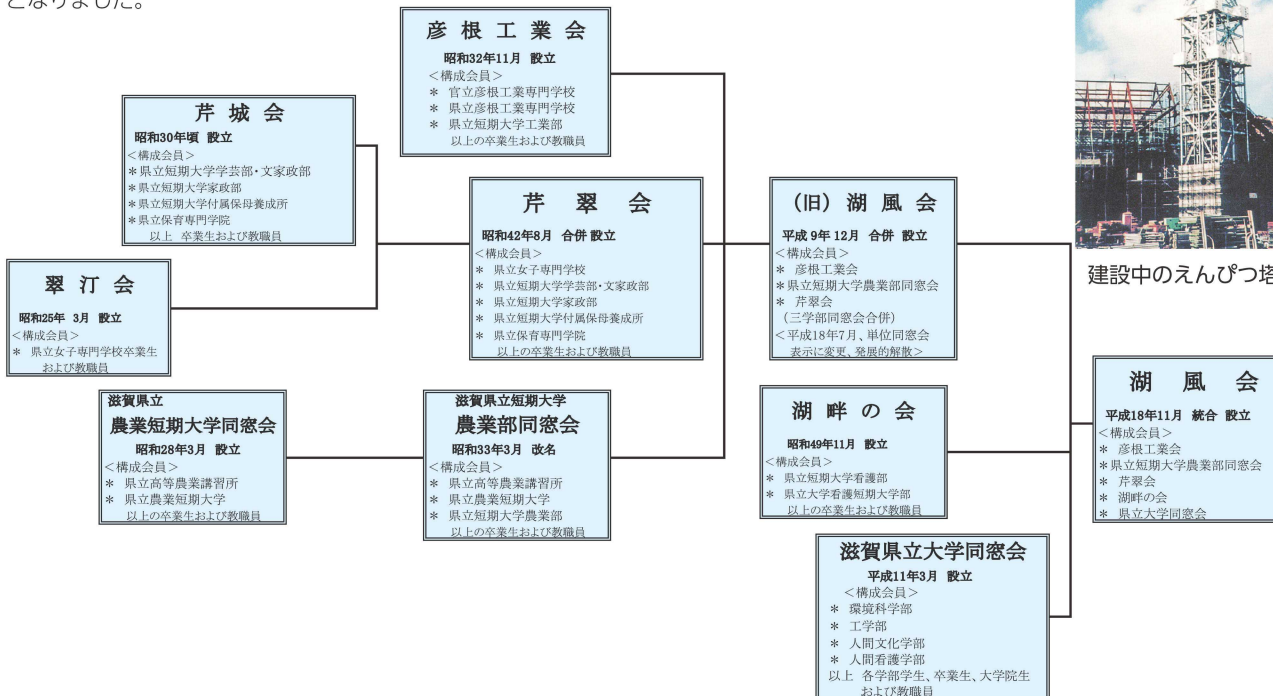 となりました。
彦根工業会
昭和32年11月 設立
<構成会員>
* 官立彦根工業専門学校
* 県立彦根工業専門学校
* 県立短期大学工業部
以上の卒業生および教職員
芹城会
昭和30年頃 設立
<構成会員>
*県立短期大学学芸部・文家政部
*県立短期大学家政部
*県立短期大学付属保母養成所
*県立保育専門学院
以上 卒業生および教職員
翠汀会
昭和25年 3月 設立
<構成会員>
* 県立女子専門学校卒業生
および教職員
芹翠会
昭和42年8月 合併設立
<構成会員>
* 県立女子専門学校
* 県立短期大学学芸部・文家政部
* 県立短期大学家政部
* 県立短期大学付属保母養成所
* 県立保育専門学院
以上の卒業生および教職員
(旧)湖風会
平成9年12月 合併 設立
<構成会員>
* 彦根工業会
*県立短期大学農業部同窓会
* 芹翠会
(三学部同窓会合併)
<平成18年7月、単位同窓会
表示に変更、発展的解散>
建設中のえんぴつ塔
滋賀県立
農業短期大学同窓会
昭和28年3月 設立
<構成会員>
* 県立高等農業講習所
* 県立農業短期大学
以上の卒業生および教職員
滋賀県立短期大学
農業部同窓会
昭和33年3月 改名
<構成会員>
* 県立高等農業講習所
* 県立農業短期大学
* 県立短期大学農業部
以上の卒業生および教職員
湖畔の会
昭和49年11月 設立
<構成会員>
* 県立短期大学看護部
* 県立大学看護短期大学部
以上の卒業生および教職員
湖風会
平成18年11月 統合 設立
<構成会員>
* 彦根工業会
*県立短期大学農業部同窓会
* 芹翠会
* 湖畔の会
* 県立大学同窓会
滋賀県立大学同窓会
平成11年3月 設立
<構成会員>
* 環境科学部
* 工学部
* 人間文化学部
* 人間看護学部
以上 各学部学生、卒業生、大学院生
および教職員